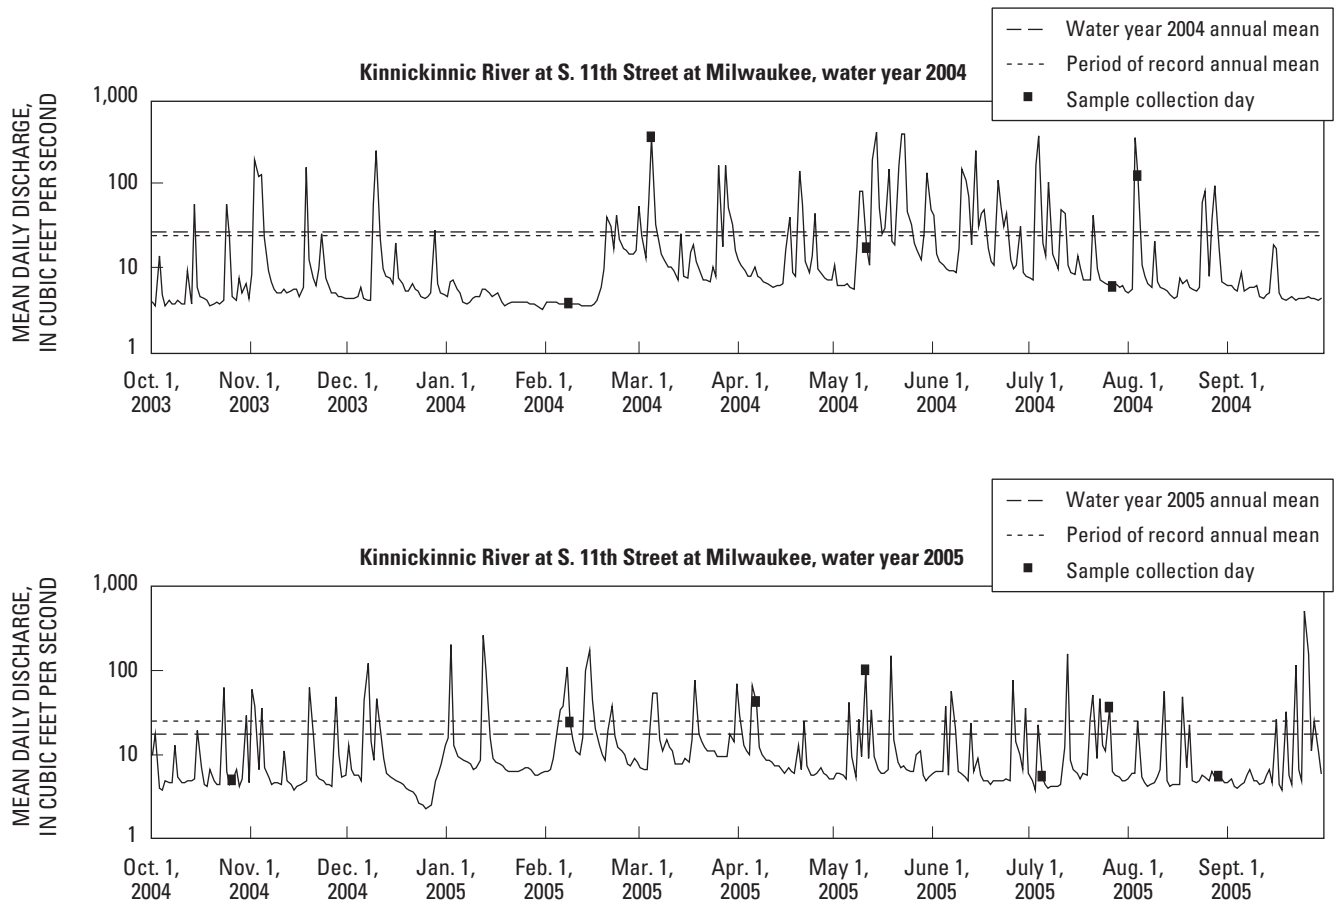 Water year 2004 annual mean
Period of record annual mean
Sample collection day
Kinnickinnic River at S. 11th Street at Milwaukee, water year 2004
MEAN DAILY DISCHARGE,
IN CUBIC FEET PER SECOND
1,000
100
10
1
Oct. 1, Nov. 1, Dec. 1, Jan. 1, Feb. 1, Mar. 1, Apr. 1, May 1, June 1, July 1, Aug. 1, Sept. 1,
2003 2003 2003 2004 2004 2004 2004 2004 2004 2004 2004 2004
Water year 2005 annual mean
Period of record annual mean
Sample collection day
Kinnickinnic River at S. 11th Street at Milwaukee, water year 2005
MEAN DAILY DISCHARGE,
IN CUBIC FEET PER SECOND
1,000
100
10
1
Oct. 1, Nov. 1, Dec. 1, Jan. 1, Feb. 1, Mar. 1, Apr. 1, May 1, June 1, July 1, Aug. 1, Sept. 1,
2004 2004 2004 2005 2005 2005 2005 2005 2005 2005 2005 2005